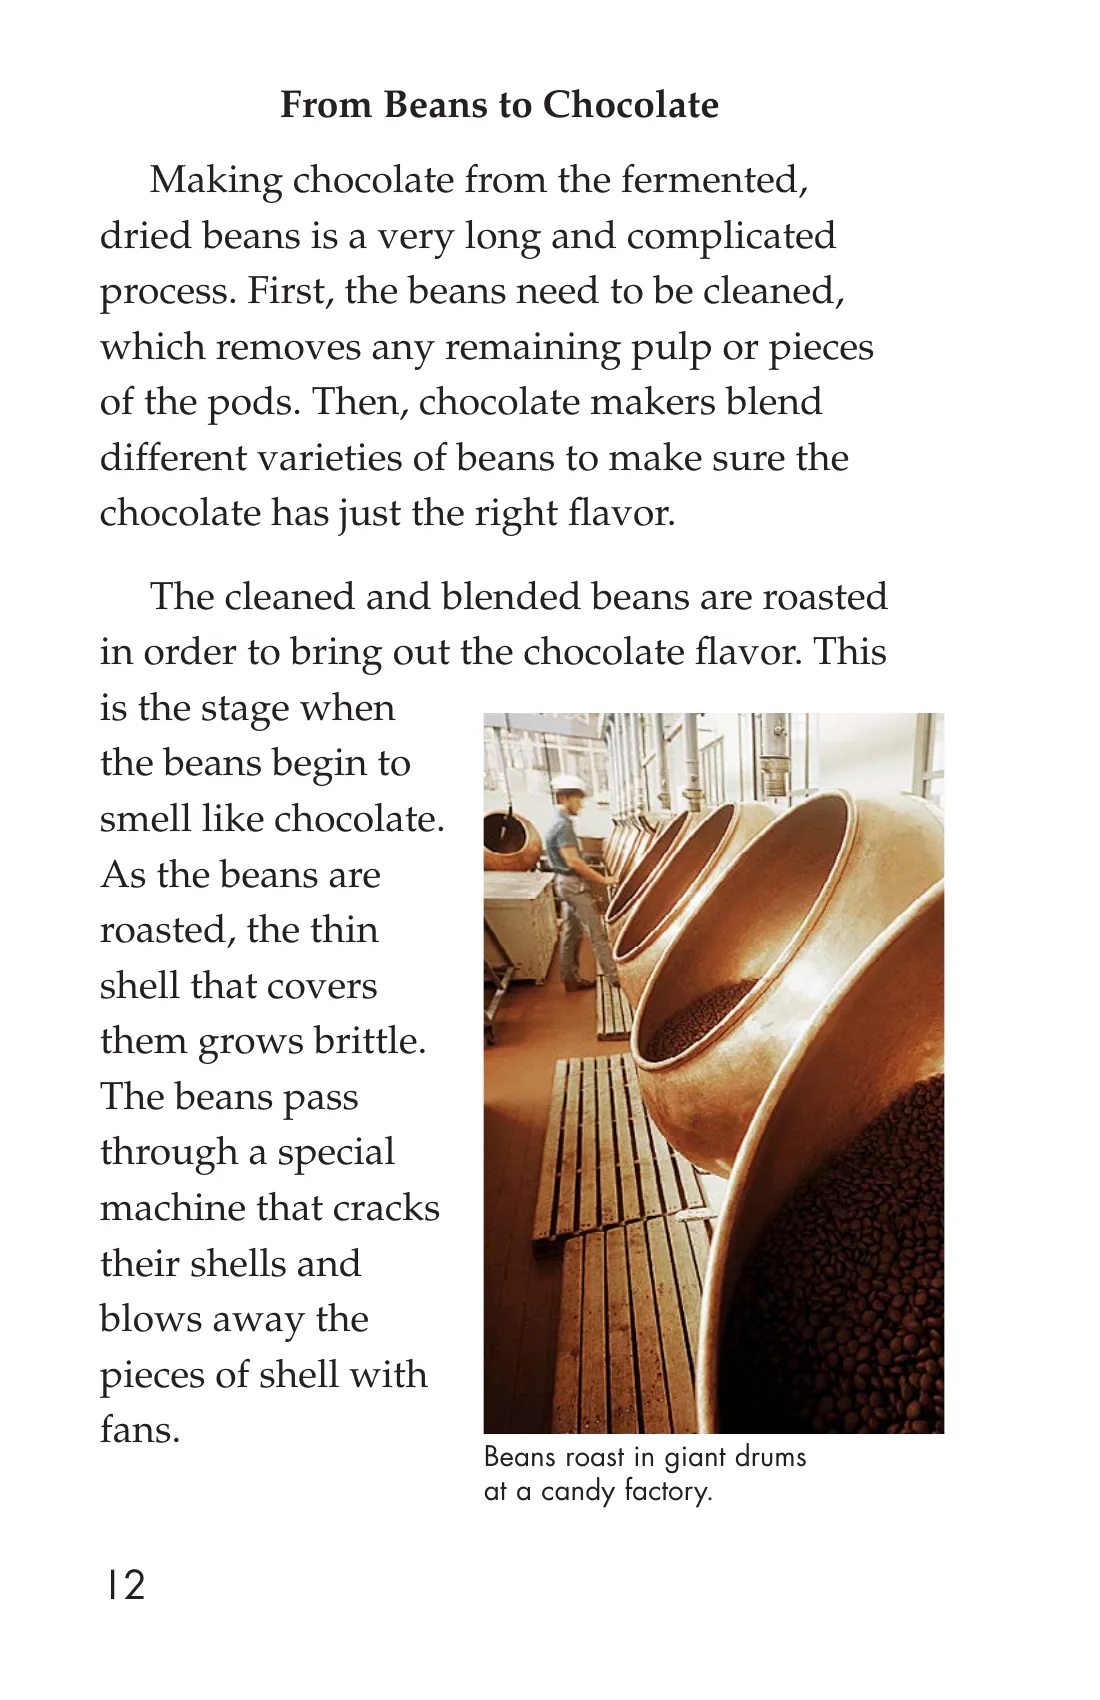 From Beans to Chocolate
Making chocolate from the fermented,
dried beans is a very long and complicated
process. First, the beans need to be cleaned,
which removes any remaining pulp or pieces
of the pods. Then, chocolate makers blend
different varieties of beans to make sure the
chocolate has just the right flavor.
The cleaned and blended beans are roasted
in order to bring out the chocolate flavor. This
is the stage when
the beans begin to
smell like chocolate.
As the beans are
roasted, the thin
shell that covers
them grows brittle.
The beans pass
through a special
machine that cracks
their shells and
blows away the
pieces of shell with
fans.
Beans roast in giant drums
at a candy factory.
12